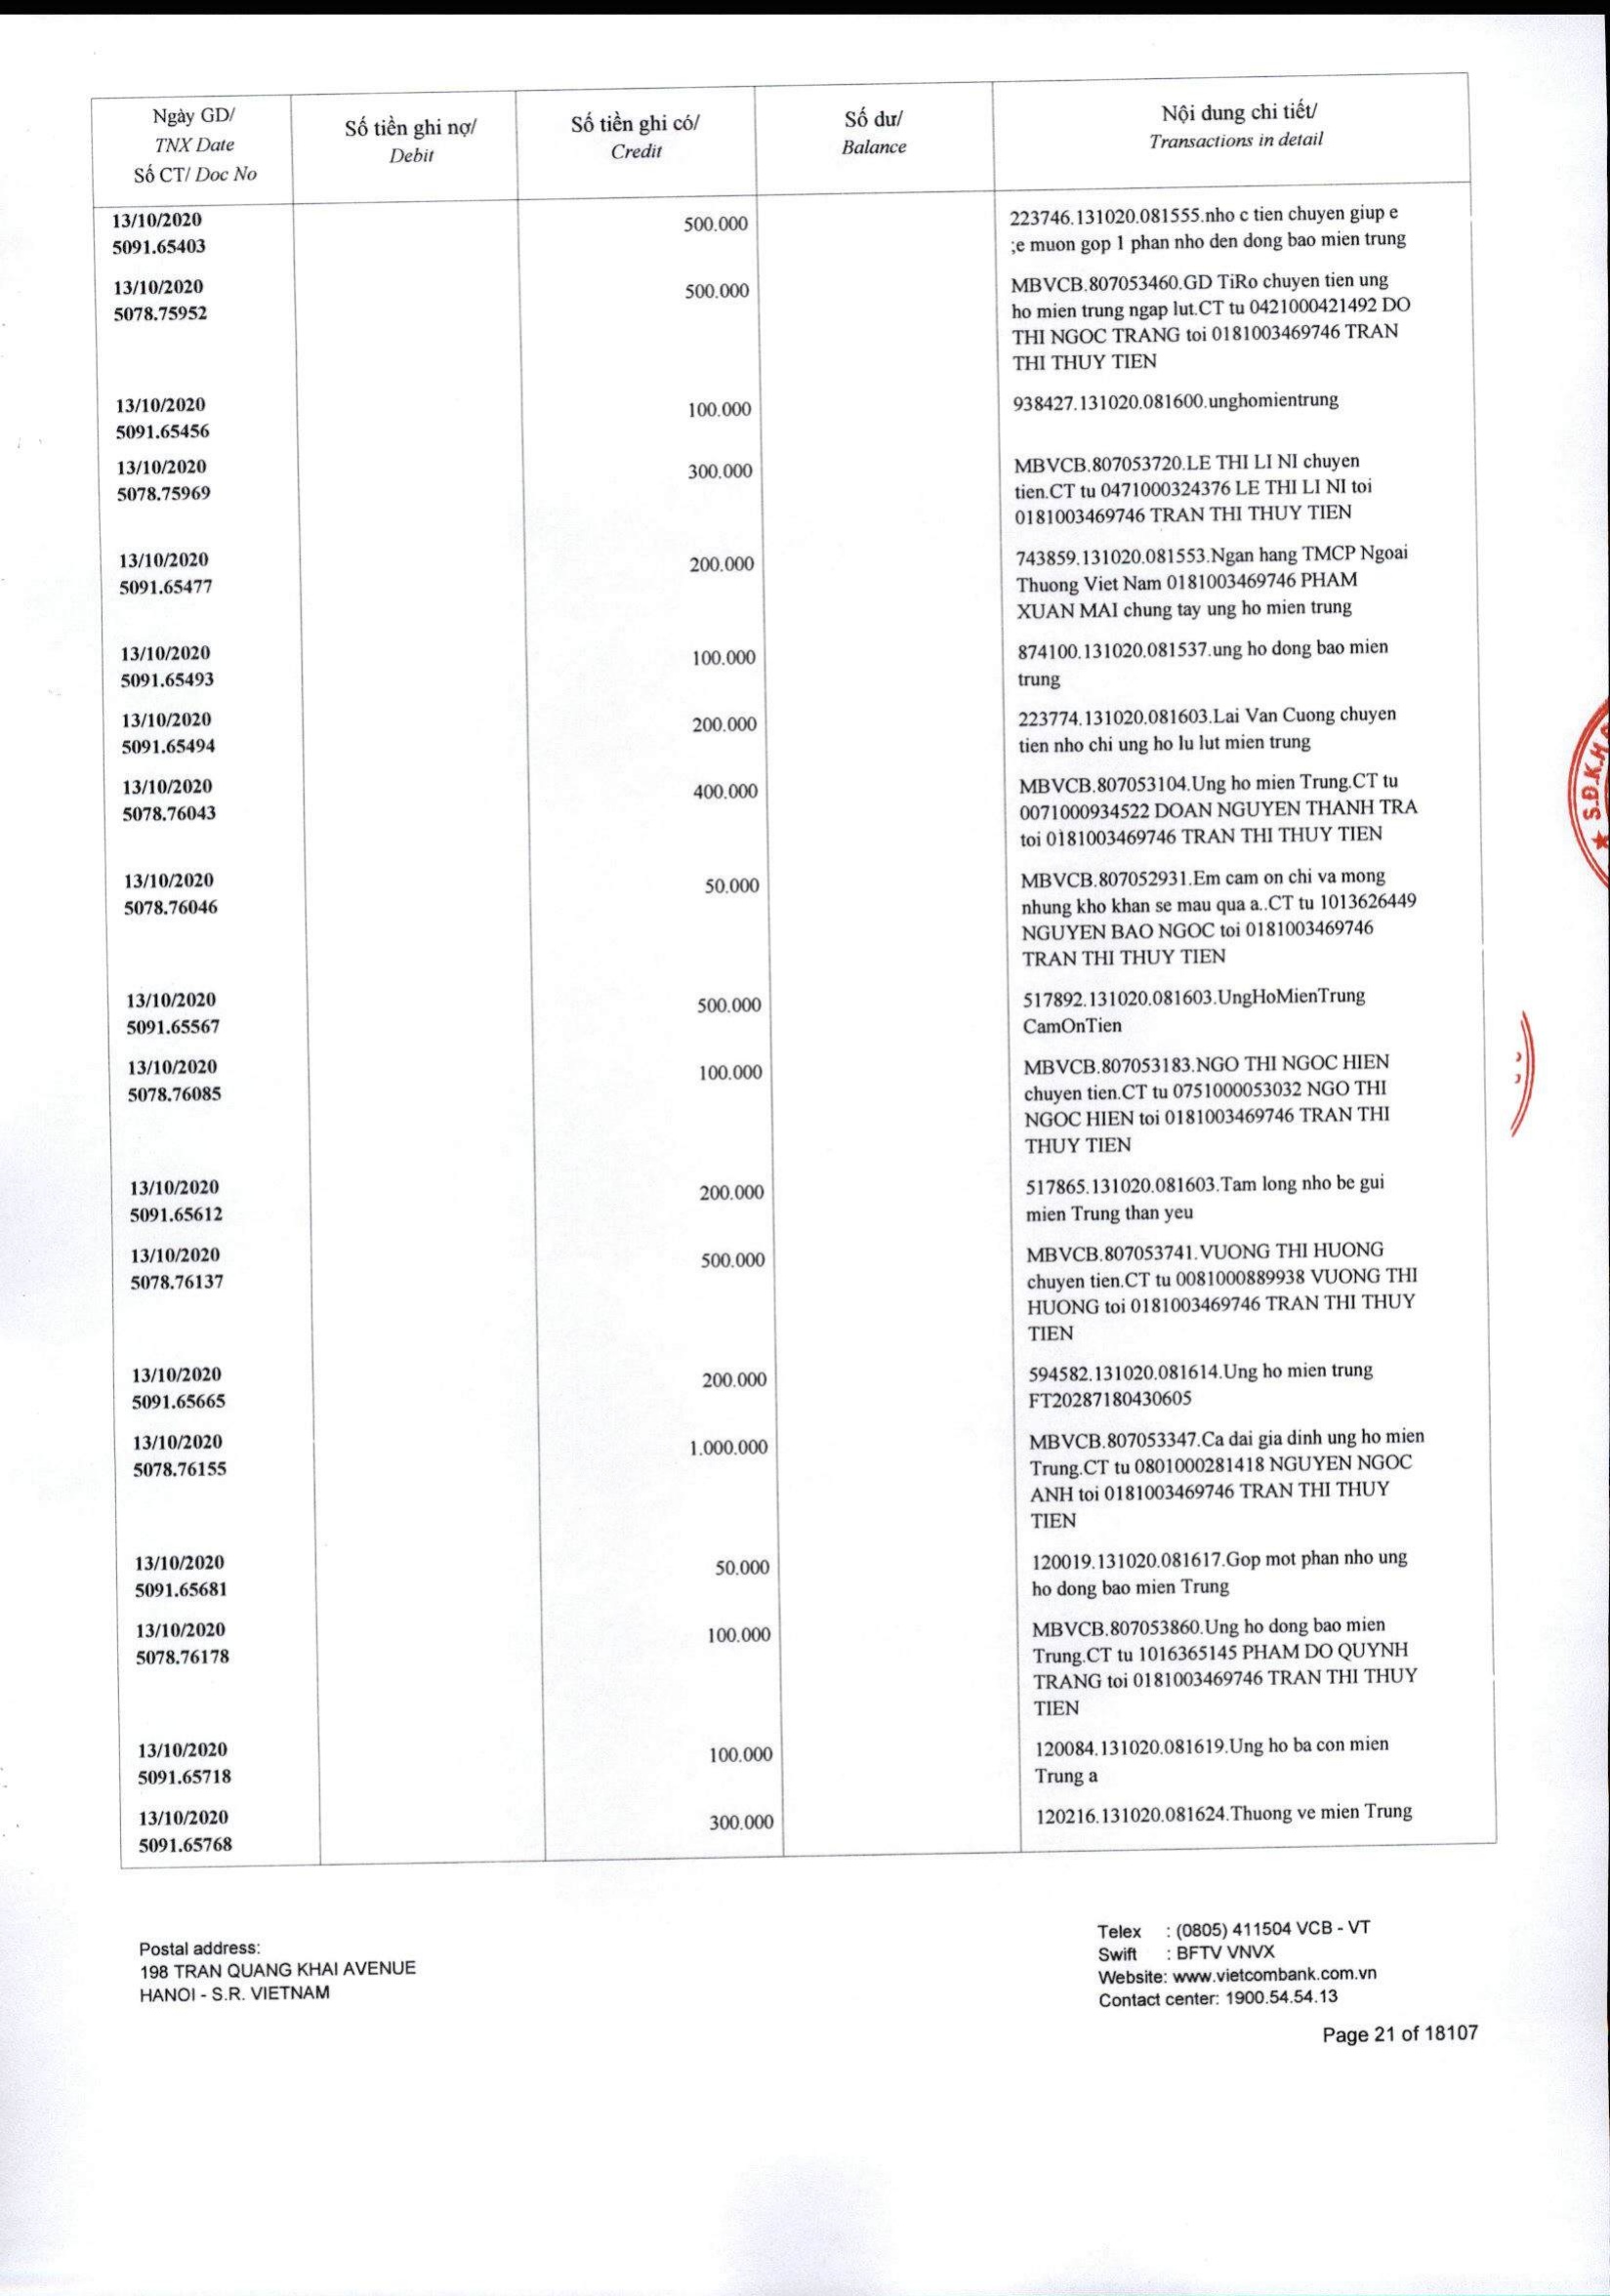 Ngày GD/
TNX Date
Số CT/ Doc No
Số tiền ghi nợ/
Debit
Số tiền ghi có/
Credit
Số dư/
Balance
Nội dung chi tiết/
Transactions in detail
13/10/2020
5091.65403
500.000
223746.131020.081555.nho c tien chuyen giup e
;e muon gop 1 phan nho den dong bao mien trung
13/10/2020
5078.75952
500.000
MBVCB.807053460.GD TiRo chuyen tien ung
ho mien trung ngap lut.CT tu 0421000421492 DO
THI NGOC TRANG toi 0181003469746 TRAN
THI THUY TIEN
13/10/2020
5091.65456
100.000
938427.131020.081600.unghomientrung
13/10/2020
5078.75969
300.000
MBVCB.807053720.LE THI LI NI chuyen
tien.CT tu 0471000324376 LE THI LI NI toi
0181003469746 TRAN THI THUY TIEN
13/10/2020
5091.65477
200.000
743859.131020.081553.Ngan hang TMCP Ngoai
Thuong Viet Nam 0181003469746 PHAM
XUAN MAI chung tay ung ho mien trung
13/10/2020
5091.65493
100.000
874100.131020.081537.ung ho dong bao mien
trung
13/10/2020
5091.65494
200.000
223774.131020.081603.Lai Van Cuong chuyen
tien nho chi ung ho lu lut mien trung
13/10/2020
5078.76043
400.000
MBVCB.807053104.Ung ho mien Trung.CT tu
0071000934522 DOAN NGUYEN THANH TRA
toi 0181003469746 TRAN THI THUY TIEN
13/10/2020
5078.76046
50.000
MBVCB.807052931.Em cam on chi va mong
nhung kho khan se mau qua a..CT tu 1013626449
NGUYEN BAO NGOC toi 0181003469746
TRAN THI THUY TIEN
13/10/2020
5091.65567
500.000
517892.131020.081603.UngHoMienTrung
CamOnTien
13/10/2020
5078.76085
100.000
MBVCB.807053183.NGO THI NGOC HIEN
chuyen tien.CT tu 0751000053032 NGO THI
NGOC HIEN toi 0181003469746 TRAN THI
THUY TIEN
13/10/2020
5091.65612
200.000
517865.131020.081603.Tam long nho be gui
mien Trung than yeu
13/10/2020
5078.76137
500.000
MBVCB.807053741.VUONG THI HUONG
chuyen tien.CT tu 0081000889938 VUONG THI
HUONG toi 0181003469746 TRAN THI THUY
TIEN
13/10/2020
5091.65665
200.000
594582.131020.081614.Ung ho mien trung
FT20287180430605
13/10/2020
5078.76155
1.000.000
MBVCB.807053347.Ca dai gia dinh ung ho mien
Trung.CT tu 0801000281418 NGUYEN NGOC
ANH toi 0181003469746 TRAN THI THUY
TIEN
13/10/2020
5091.65681
50.000
120019.131020.081617.Gop mot phan nho ung
ho dong bao mien Trung
13/10/2020
5078.76178
100.000
MBVCB.807053860.Ung ho dong bao mien
Trung.CT tu 1016365145 PHAM DO QUYNH
TRANG toi 0181003469746 TRAN THI THUY
TIEN
13/10/2020
5091.65718
100.000
120084.131020.081619.Ung ho ba con mien
Trung a
13/10/2020
5091.65768
300.000
120216.131020.081624.Thuong ve mien Trung
★ S.Đ.K.H
Postal address:
198 TRAN QUANG KHAI AVENUE
HANOI - S.R. VIETNAM
Telex : (0805) 411504 VCB - VT
Swift : BFTV VNVX
Website: www.vietcombank.com.vn
Contact center: 1900.54.54.13
Page 21 of 18107